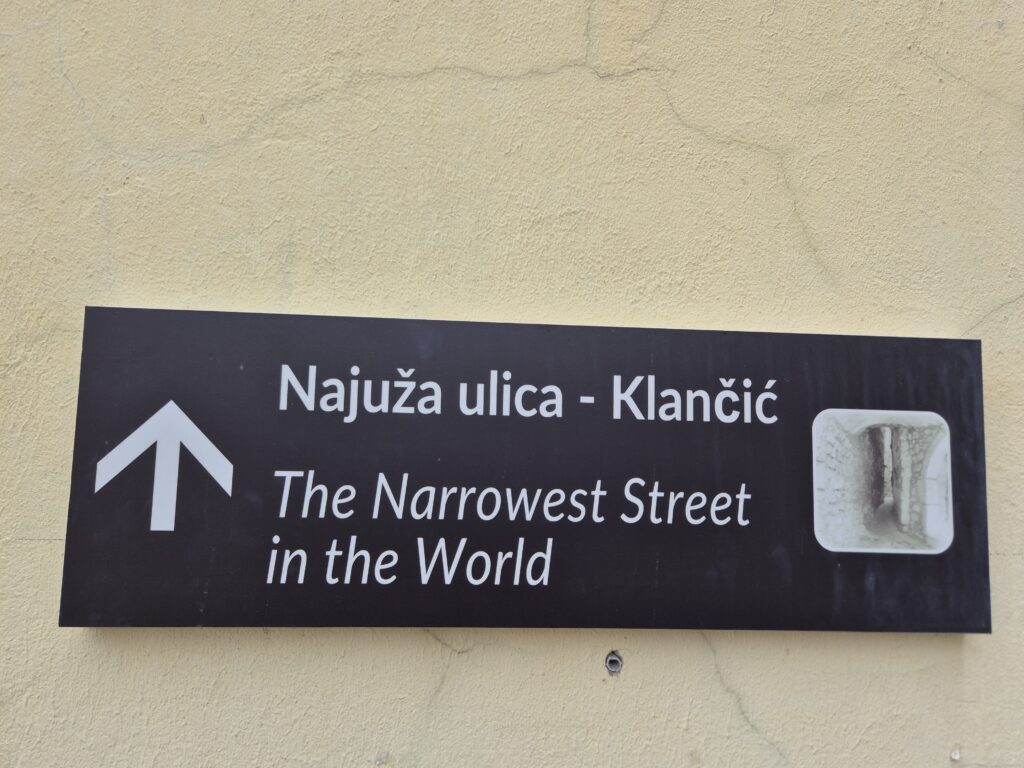 Najuža ulica - Klančić
The Narrowest Street
in the World